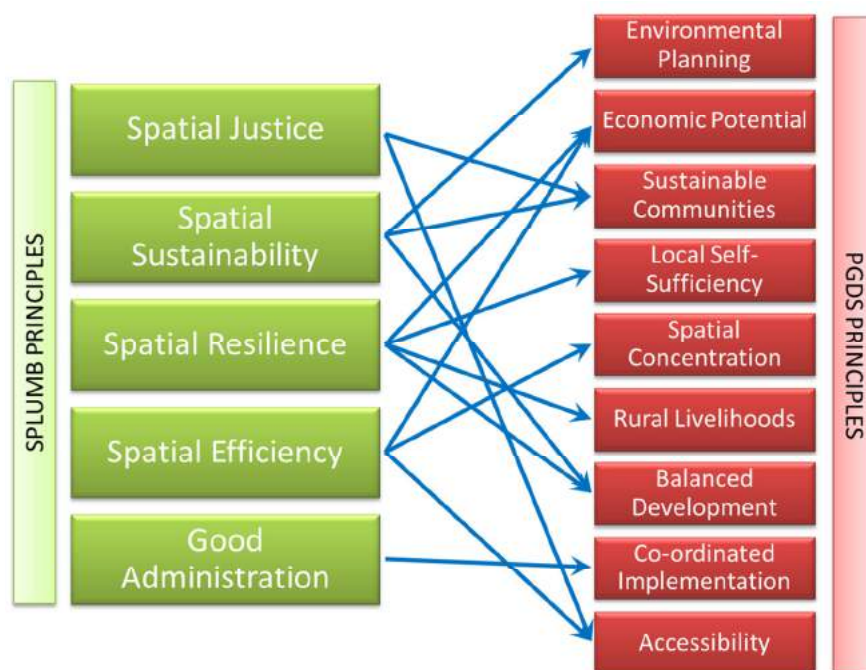 SPLUMB PRINCIPLES
Spatial Justice
Spatial
Sustainability
Spatial Resilience
Spatial Efficiency
Good
Administration
Environmental
Planning
Economic Potential
Sustainable
Communities
Local Self-
Sufficiency
Spatial
Concentration
Rural Livelihoods
Balanced
Development
Co-ordinated
Implementation
Accessibility
PGDS PRINCIPLES